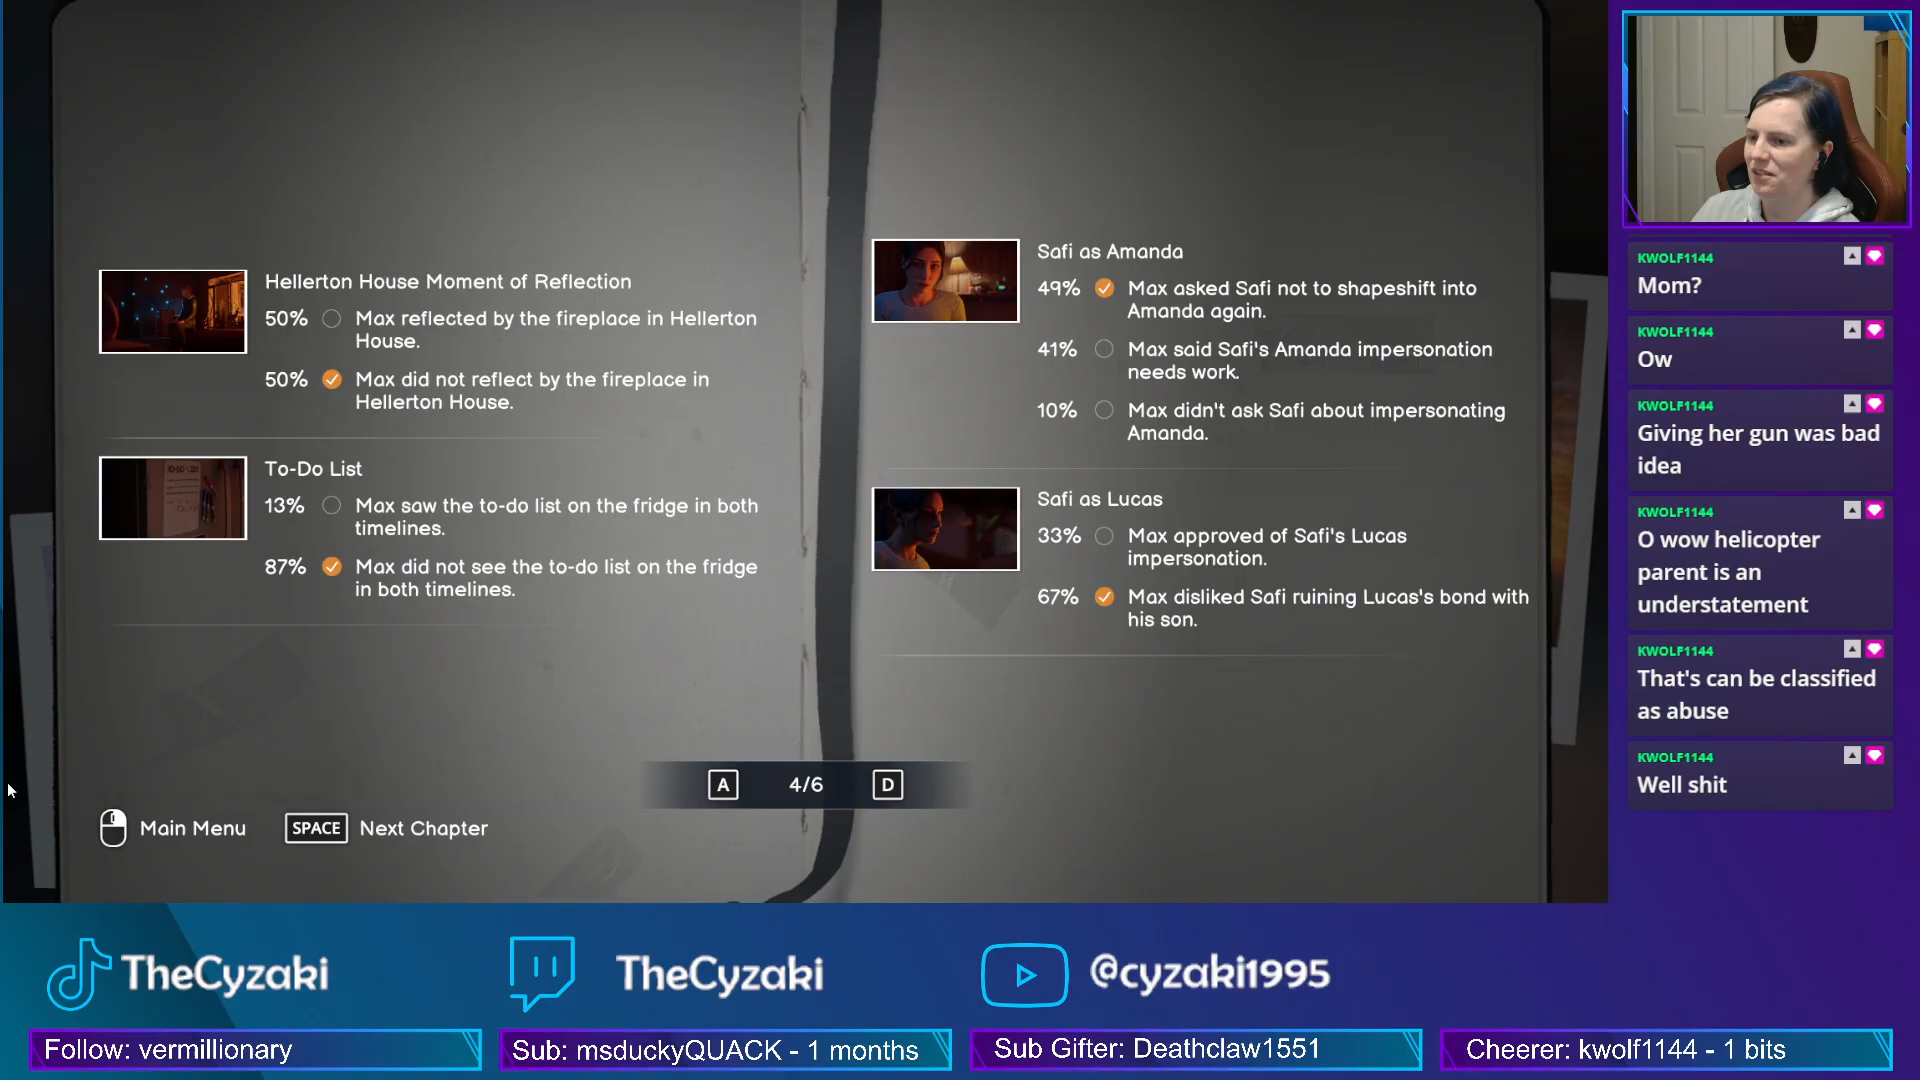 Hellerton House Moment of Reflection
50% Max reflected by the fireplace in Hellerton
House.
50% Max did not reflect by the fireplace in
Hellerton House.
To-Do List
13% Max saw the to-do list on the fridge in both
timelines.
87% Max did not see the to-do list on the fridge
in both timelines.
Safi as Amanda
49% Max asked Safi not to shapeshift into
Amanda again.
41% Max said Safi's Amanda impersonation
needs work.
10% Max didn't ask Safi about impersonating
Amanda.
Safi as Lucas
33% Max approved of Safi's Lucas
impersonation.
67% Max disliked Safi ruining Lucas's bond with
his son.
A 4/6 D
Main Menu SPACE Next Chapter
KWOLF1144
Mom?
KWOLF1144
Ow
KWOLF1144
Giving her gun was bad
idea
KWOLF1144
O wow helicopter
parent is an
understatement
KWOLF1144
That's can be classified
as abuse
KWOLF1144
Well shit
TheCyzaki
TheCyzaki
@cyzaki1995
Follow: vermillionary
Sub: msduckyQUACK - 1 months
Sub Gifter: Deathclaw1551
Cheerer: kwolf1144 - 1 bits